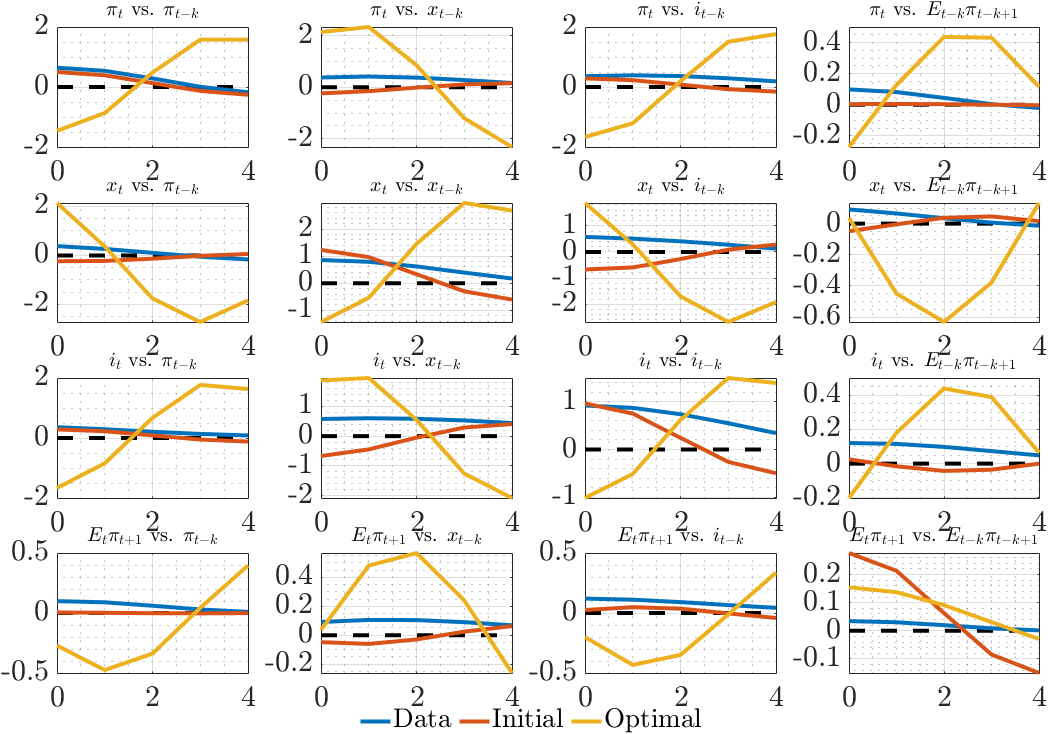 π_t vs. π_{t−k} π_t vs. x_{t−k} π_t vs. i_{t−k} π_t vs. E_{t−k}π_{t−k+1}
2 2 2 0.4
0.2
0 0 0 0
-0.2
-2 -2 -2
0 2 4 0 2 4 0 2 4 0 2 4
x_t vs. π_{t−k} x_t vs. x_{t−k} x_t vs. i_{t−k} x_t vs. E_{t−k}π_{t−k+1}
2 2 1 0
0 1 0 -0.2
0 -1 -0.4
-2 -1 -2 -0.6
0 2 4 0 2 4 0 2 4 0 2 4
i_t vs. π_{t−k} i_t vs. x_{t−k} i_t vs. i_{t−k} i_t vs. E_{t−k}π_{t−k+1}
2 1 1 0.4
0 0 0 0.2
-1 0
-2 -2 -1 -0.2
0 2 4 0 2 4 0 2 4 0 2 4
E_tπ_{t+1} vs. π_{t−k} E_tπ_{t+1} vs. x_{t−k} E_tπ_{t+1} vs. i_{t−k} E_tπ_{t+1} vs. E_{t−k}π_{t−k+1}
0.5 0.4 0.5 0.2
0.2 0.1
0 0 0 0
-0.5 -0.2 -0.5 -0.1
0 2 4 0 2 4 0 2 4 0 2 4
Data Initial Optimal